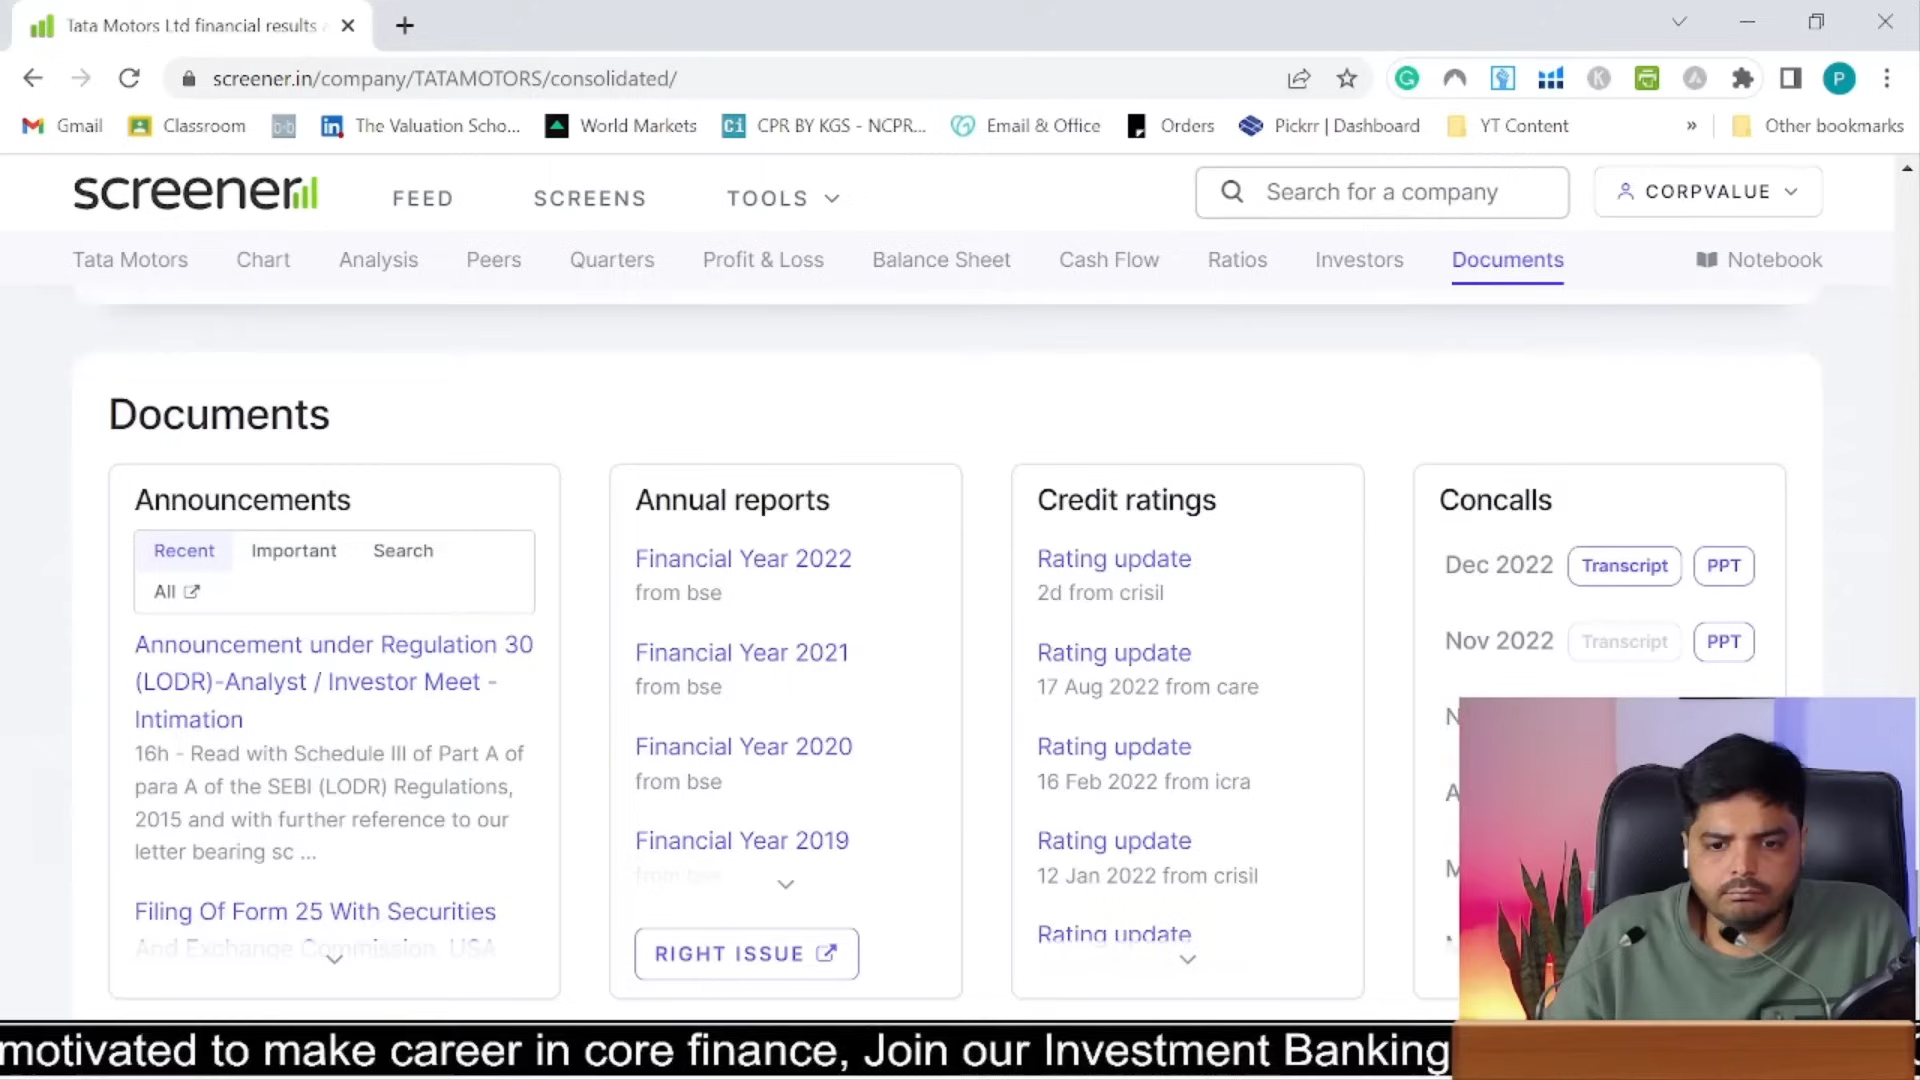 Tata Motors Ltd financial results
screener.in/company/TATAMOTORS/consolidated/
P
Gmail
Classroom
The Valuation Scho...
World Markets
CPR BY KGS - NCPR...
Email & Office
Orders
Pickrr | Dashboard
YT Content
»
Other bookmarks
screener
FEED
SCREENS
TOOLS
Search for a company
CORPVALUE
Tata Motors
Chart
Analysis
Peers
Quarters
Profit & Loss
Balance Sheet
Cash Flow
Ratios
Investors
Documents
Notebook
Documents
Announcements
Recent
Important
Search
All
Announcement under Regulation 30
(LODR)-Analyst / Investor Meet -
Intimation
16h - Read with Schedule III of Part A of
para A of the SEBI (LODR) Regulations,
2015 and with further reference to our
letter bearing sc ...
Filing Of Form 25 With Securities
And Exchange Commission, USA
Annual reports
Financial Year 2022
from bse
Financial Year 2021
from bse
Financial Year 2020
from bse
Financial Year 2019
from bse
RIGHT ISSUE
Credit ratings
Rating update
2d from crisil
Rating update
17 Aug 2022 from care
Rating update
16 Feb 2022 from icra
Rating update
12 Jan 2022 from crisil
Rating update
Concalls
Dec 2022
Transcript
PPT
Nov 2022
Transcript
PPT
motivated to make career in core finance, Join our Investment Banking